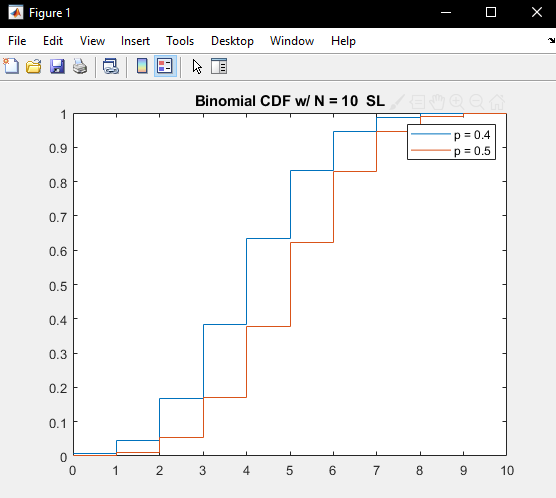 Figure 1
File Edit View Insert Tools Desktop Window Help
Binomial CDF w/ N = 10  SL
1
0.9
0.8
0.7
0.6
0.5
0.4
0.3
0.2
0.1
0
p = 0.4
p = 0.5
0 1 2 3 4 5 6 7 8 9 10